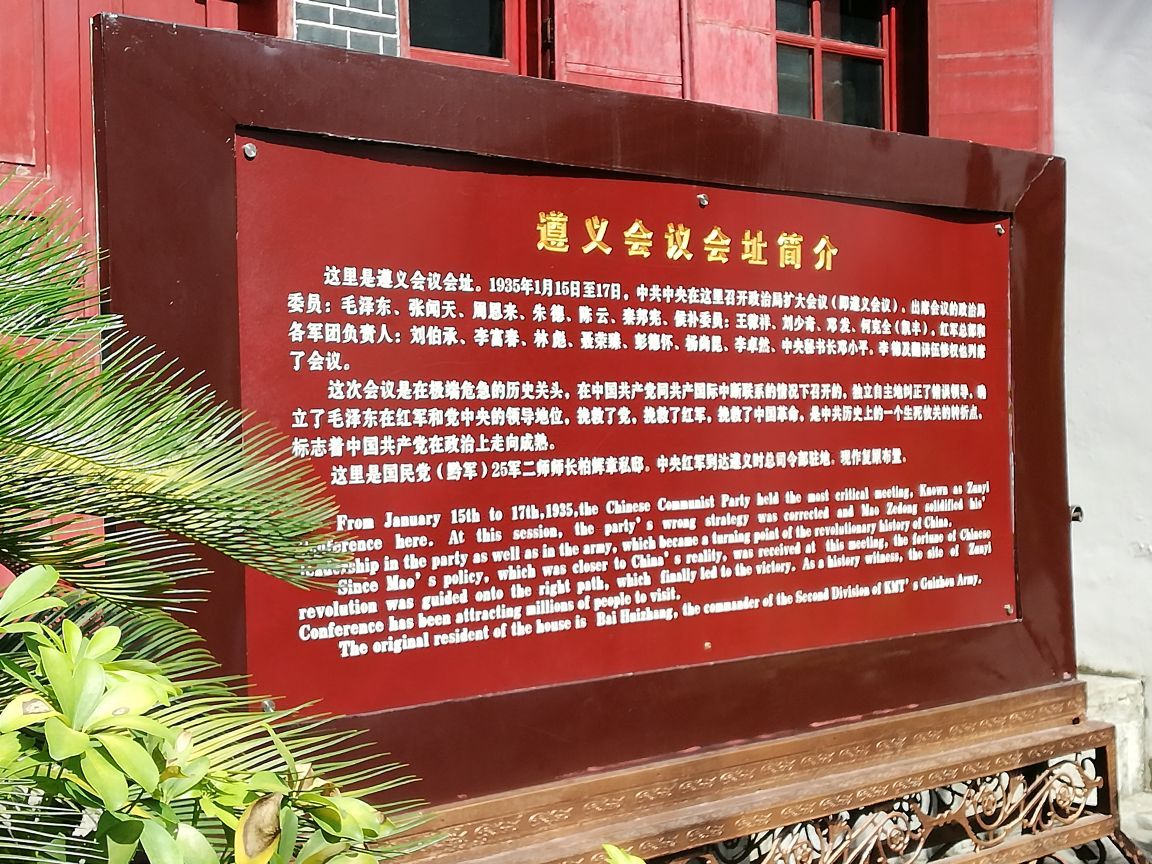 遵义会议会址简介
这里是遵义会议会址。1935年1月15日至17日，中共中央在这里召开政治局扩大会议（即遵义会议）、出席会议的政治局
委员：毛泽东、张闻天、周恩来、朱德、陈云、秦邦宪、候补委员：王稼祥、刘少奇、邓发、何克全（凯丰）、红军总部和
各军团负责人：刘伯承、李富春、林彪、聂荣臻、彭德怀、杨尚昆、李卓然、中央秘书长邓小平、李德及翻译伍修权也列席
了会议。
这次会议是在极端危急的历史关头，在中国共产党同共产国际中断联系的情况下召开的，独立自主地纠正了错误领导，确
立了毛泽东在红军和党中央的领导地位，挽救了党，挽救了红军，挽救了中国革命，是中共历史上的一个生死攸关的转折点，
标志着中国共产党在政治上走向成熟。
这里是国民党（黔军）25军二师师长柏辉章私邸。中央红军到达遵义时总司令部驻地。现作复原布置。
From January 15th to 17th,1935,the Chinese Communist Party held the most critical meeting, Known as Zunyi
here. At this session, the party's wrong strategy was corrected and Mao Zedong solidified his'
in the party as well as in the army, which became a turning point of the revolutionary history of China.
Since Mao's policy, which was closer to China's reality, was received at this meeting, the fortune of Chinese
revolution was guided onto the right path, which finally led to the victory. As a history witness, the site of Zunyi
Conference has been attracting millions of people to visit.
The original resident of the house is Bai Huizhang, the commander of the Second Division of KMT's Guizhou Army.